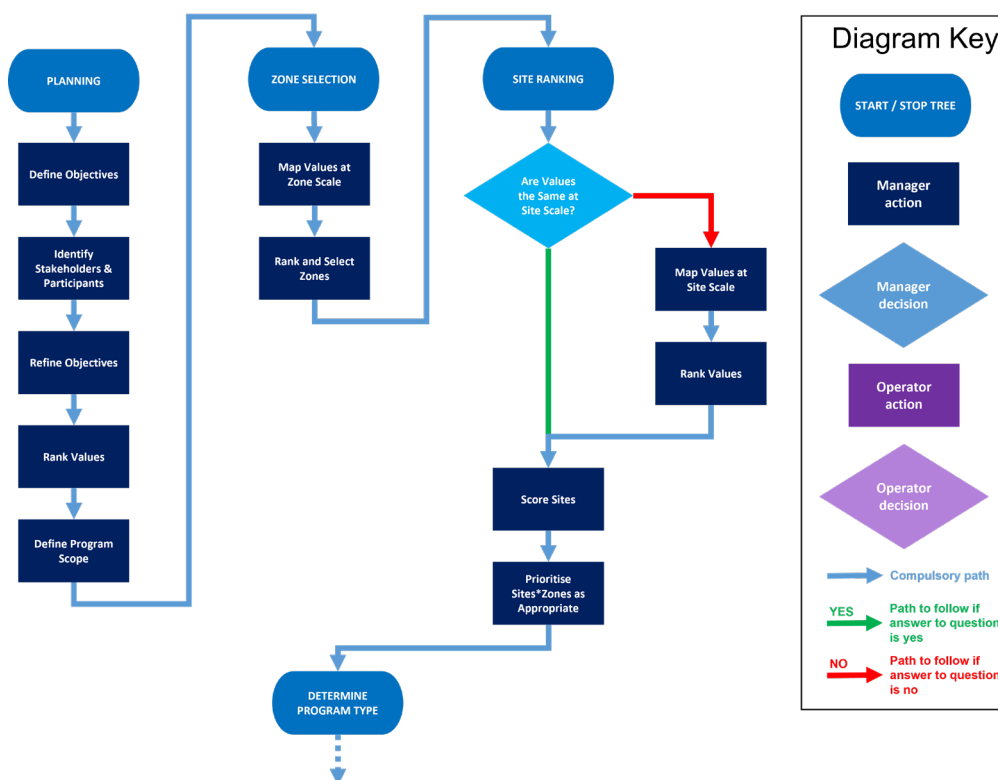 PLANNING
Define Objectives
Identify
Stakeholders &
Participants
Refine Objectives
Rank Values
Define Program
Scope
ZONE SELECTION
Map Values at
Zone Scale
Rank and Select
Zones
SITE RANKING
Are Values
the Same at
Site Scale?
Map Values at
Site Scale
Rank Values
Score Sites
Prioritise
Sites*Zones as
Appropriate
DETERMINE
PROGRAM TYPE
Diagram Key
START / STOP TREE
Manager
action
Manager
decision
Operator
action
Operator
decision
Compulsory path
YES
Path to follow if
answer to question
is yes
NO
Path to follow if
answer to question
is no